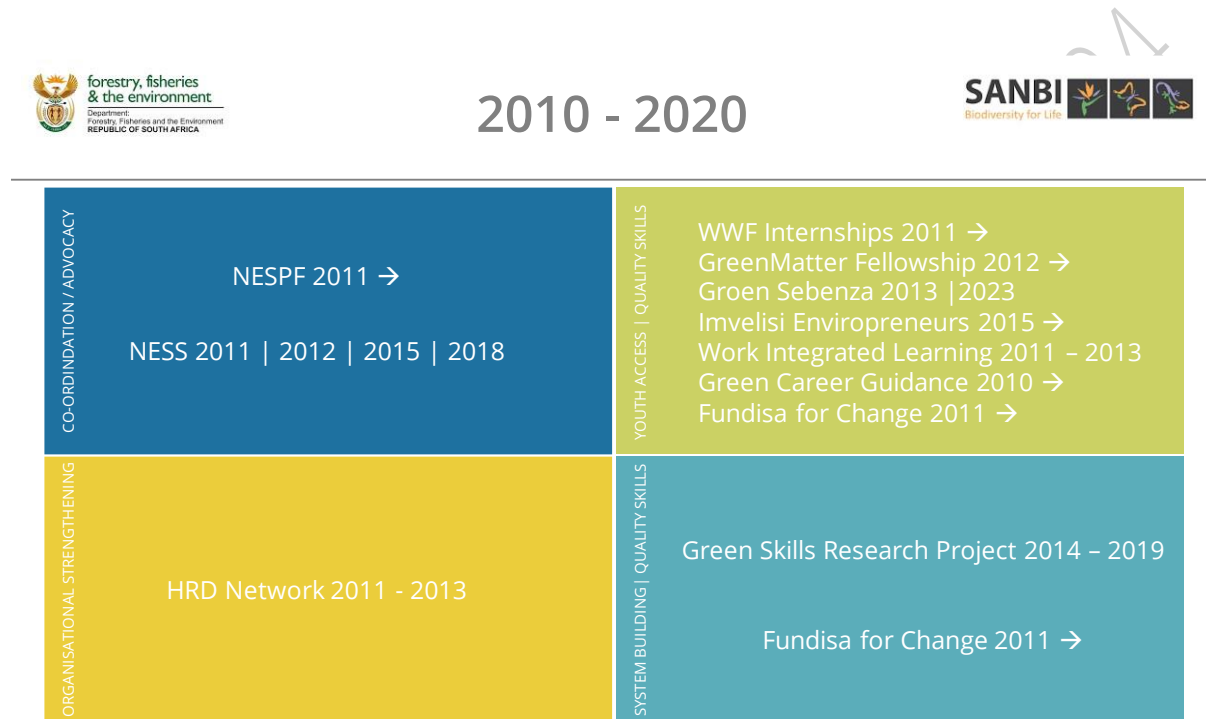 forestry, fisheries
& the environment
Department:
Forestry, Fisheries and the Environment
REPUBLIC OF SOUTH AFRICA
2010 - 2020
SANBI
Biodiversity for Life
CO-ORDINDATION / ADVOCACY
NESPF 2011 →
NESS 2011 | 2012 | 2015 | 2018
YOUTH ACCESS | QUALITY SKILLS
WWF Internships 2011 →
GreenMatter Fellowship 2012 →
Groen Sebenza 2013 |2023
Imvelisi Enviropreneurs 2015 →
Work Integrated Learning 2011 – 2013
Green Career Guidance 2010 →
Fundisa for Change 2011 →
ORGANISATIONAL STRENGTHENING
HRD Network 2011 - 2013
SYSTEM BUILDING| QUALITY SKILLS
Green Skills Research Project 2014 – 2019
Fundisa for Change 2011 →